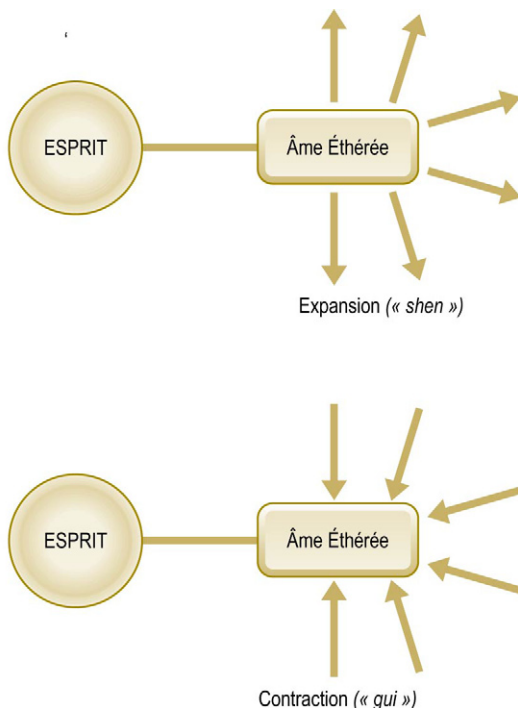 ESPRIT
Âme Éthérée
Expansion (« shen »)
ESPRIT
Âme Éthérée
Contraction (« gui »)